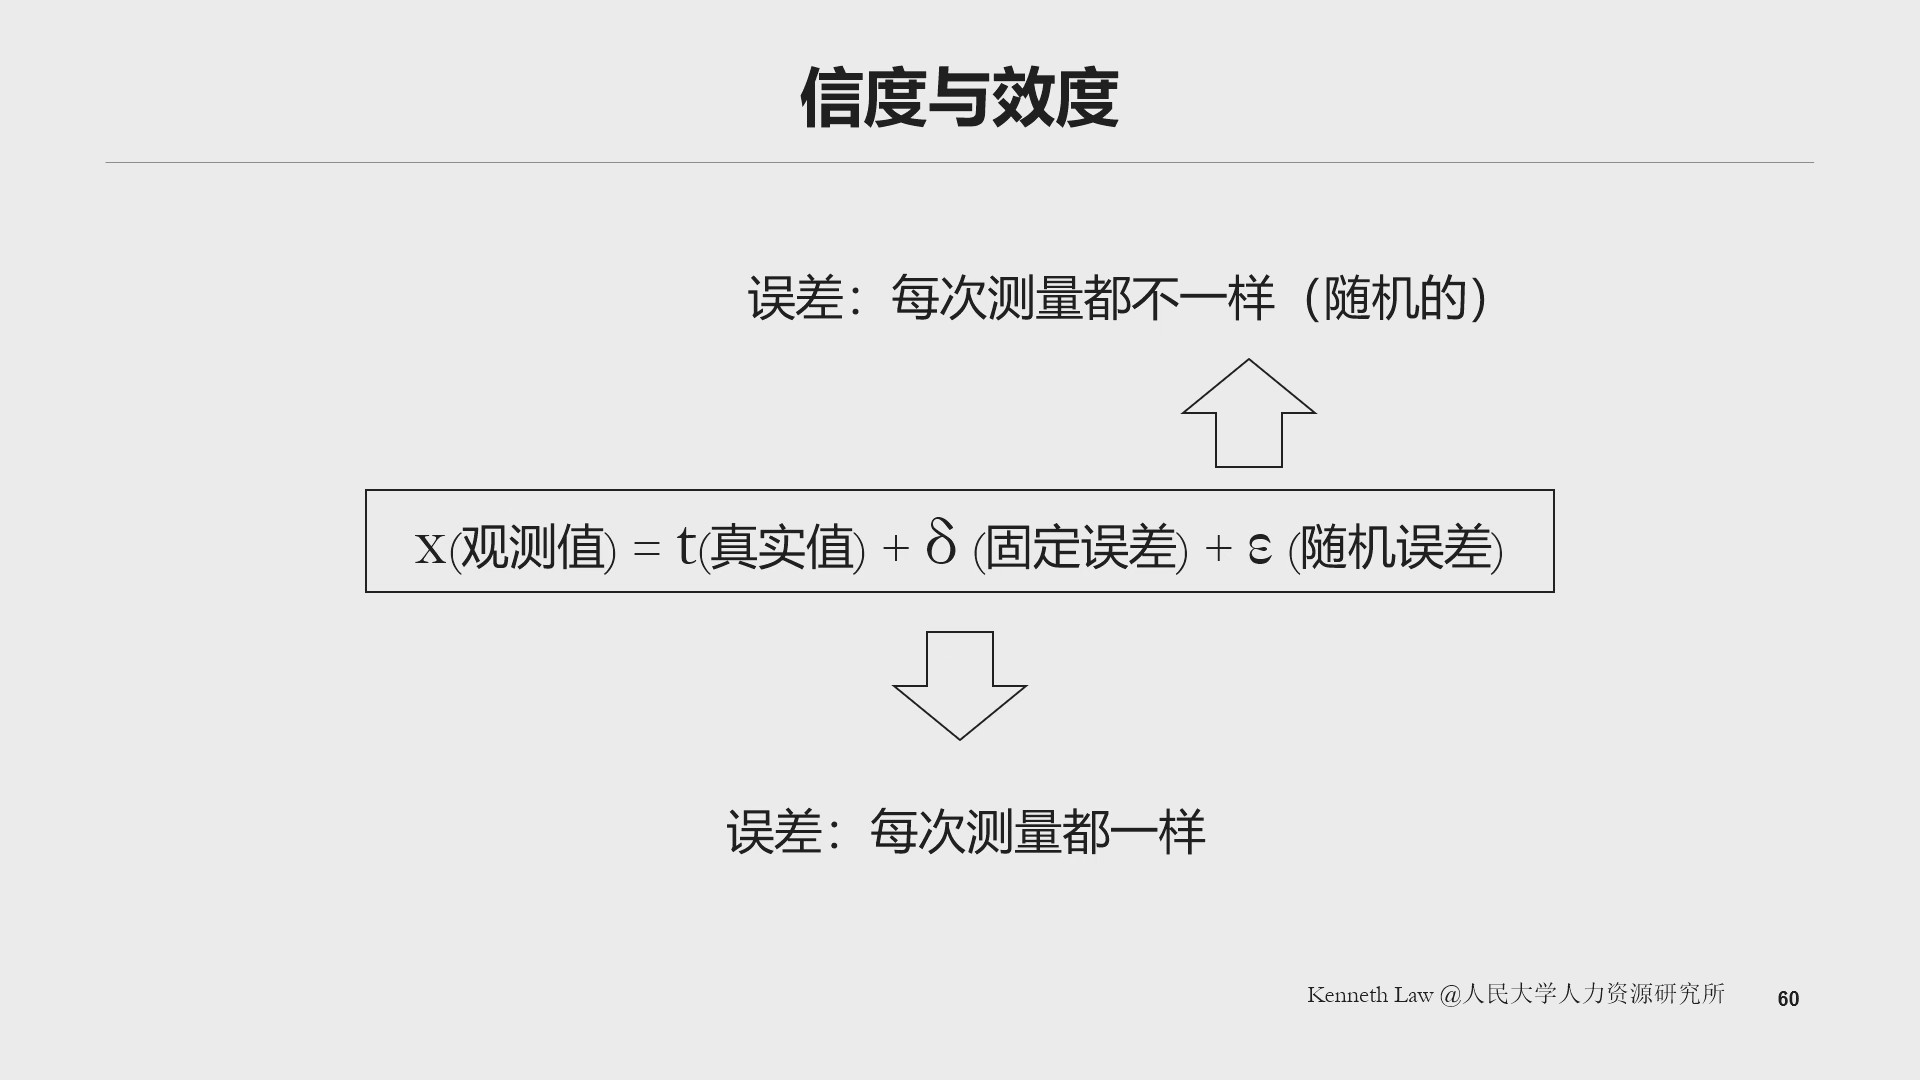 信度与效度
误差：每次测量都不一样（随机的）
x(观测值) = t(真实值) + δ (固定误差) + ε (随机误差)
误差：每次测量都一样
Kenneth Law @人民大学人力资源研究所
60